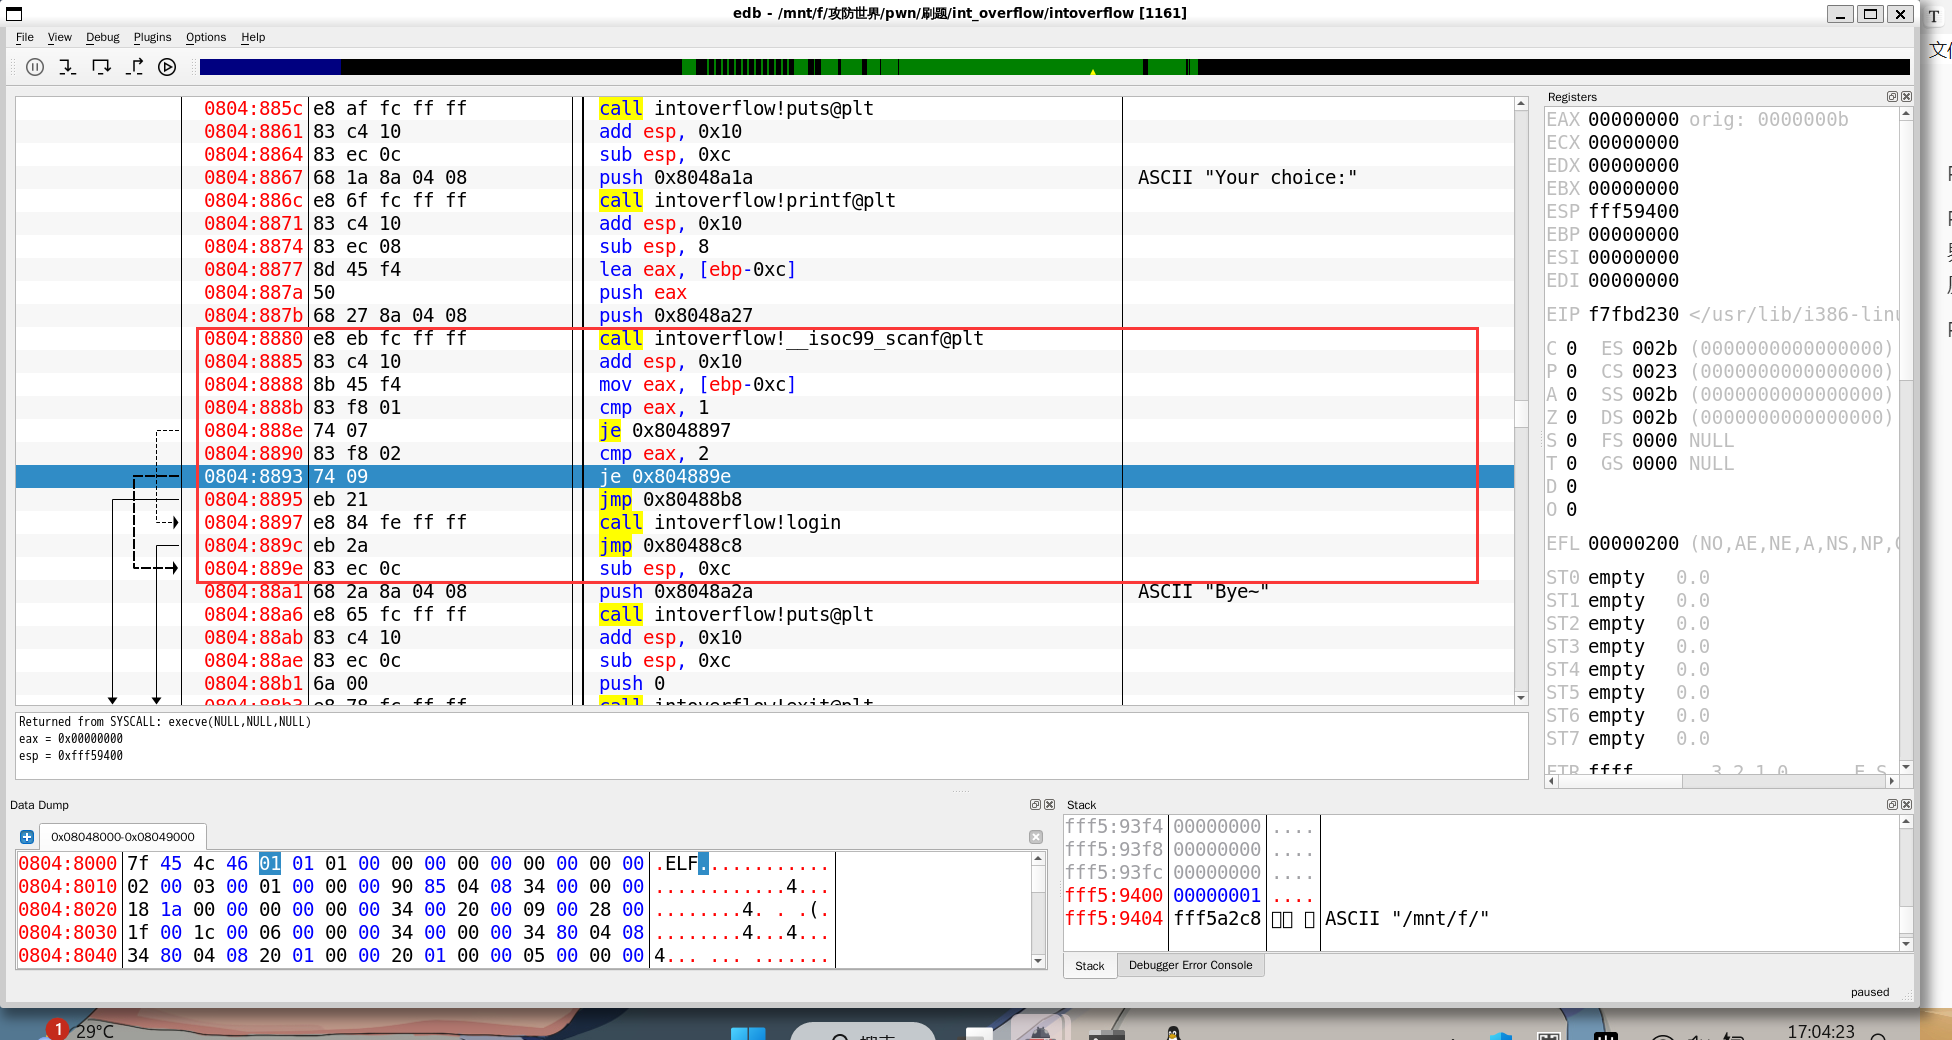 edb - /mnt/f/攻防世界/pwn/刷题/int_overflow/intoverflow [1161]
File View Debug Plugins Options Help
0804:885c e8 af fc ff ff call intoverflow!puts@plt
0804:8861 83 c4 10 add esp, 0x10
0804:8864 83 ec 0c sub esp, 0xc
0804:8867 68 1a 8a 04 08 push 0x8048a1a ASCII "Your choice:"
0804:886c e8 6f fc ff ff call intoverflow!printf@plt
0804:8871 83 c4 10 add esp, 0x10
0804:8874 83 ec 08 sub esp, 8
0804:8877 8d 45 f4 lea eax, [ebp-0xc]
0804:887a 50 push eax
0804:887b 68 27 8a 04 08 push 0x8048a27
0804:8880 e8 eb fc ff ff call intoverflow!__isoc99_scanf@plt
0804:8885 83 c4 10 add esp, 0x10
0804:8888 8b 45 f4 mov eax, [ebp-0xc]
0804:888b 83 f8 01 cmp eax, 1
0804:888e 74 07 je 0x8048897
0804:8890 83 f8 02 cmp eax, 2
0804:8893 74 09 je 0x804889e
0804:8895 eb 21 jmp 0x80488b8
0804:8897 e8 84 fe ff ff call intoverflow!login
0804:889c eb 2a jmp 0x80488c8
0804:889e 83 ec 0c sub esp, 0xc
0804:88a1 68 2a 8a 04 08 push 0x8048a2a ASCII "Bye~"
0804:88a6 e8 65 fc ff ff call intoverflow!puts@plt
0804:88ab 83 c4 10 add esp, 0x10
0804:88ae 83 ec 0c sub esp, 0xc
0804:88b1 6a 00 push 0
0804:88b3 e8 78 fc ff ff call intoverflow!exit@plt
Returned from SYSCALL: execve(NULL,NULL,NULL)
eax = 0x00000000
esp = 0xfff59400
Registers
EAX 00000000 orig: 0000000b
ECX 00000000
EDX 00000000
EBX 00000000
ESP fff59400
EBP 00000000
ESI 00000000
EDI 00000000
EIP f7fbd230 </usr/lib/i386-linu
C 0 ES 002b (0000000000000000)
P 0 CS 0023 (0000000000000000)
A 0 SS 002b (0000000000000000)
Z 0 DS 002b (0000000000000000)
S 0 FS 0000 NULL
T 0 GS 0000 NULL
D 0
O 0
EFL 00000200 (NO,AE,NE,A,NS,NP,
ST0 empty 0.0
ST1 empty 0.0
ST2 empty 0.0
ST3 empty 0.0
ST4 empty 0.0
ST5 empty 0.0
ST6 empty 0.0
ST7 empty 0.0
FTR ffff 3 2 1 0 E S
Data Dump
0x08048000-0x08049000
0804:8000 7f 45 4c 46 01 01 01 00 00 00 00 00 00 00 00 00 .ELF............
0804:8010 02 00 03 00 01 00 00 00 90 85 04 08 34 00 00 00 ............4...
0804:8020 18 1a 00 00 00 00 00 00 34 00 20 00 09 00 28 00 ........4. . .(.
0804:8030 1f 00 1c 00 06 00 00 00 34 00 00 00 34 80 04 08 ........4...4...
0804:8040 34 80 04 08 20 01 00 00 20 01 00 00 05 00 00 00 4... ... .......
Stack
fff5:93f4 00000000 ....
fff5:93f8 00000000 ....
fff5:93fc 00000000 ....
fff5:9400 00000001 ....
fff5:9404 fff5a2c8 ASCII "/mnt/f/"
Stack Debugger Error Console
paused
T
1
29°C
17:04:23